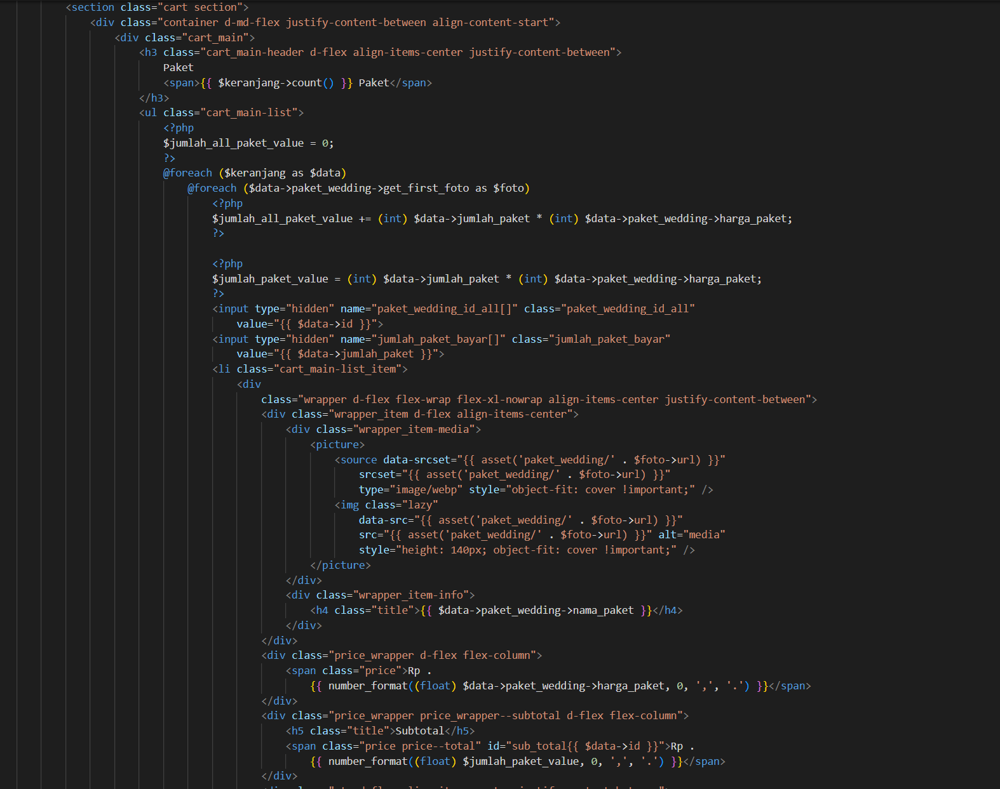 <section class="cart section">
<div class="container d-md-flex justify-content-between align-content-start">
<div class="cart_main">
<h3 class="cart_main-header d-flex align-items-center justify-content-between">
Paket
<span>{{ $keranjang->count() }} Paket</span>
</h3>
<ul class="cart_main-list">
<?php
$jumlah_all_paket_value = 0;
?>
@foreach ($keranjang as $data)
@foreach ($data->paket_wedding->get_first_foto as $foto)
<?php
$jumlah_all_paket_value += (int) $data->jumlah_paket * (int) $data->paket_wedding->harga_paket;
?>
<?php
$jumlah_paket_value = (int) $data->jumlah_paket * (int) $data->paket_wedding->harga_paket;
?>
<input type="hidden" name="paket_wedding_id_all[]" class="paket_wedding_id_all"
value="{{ $data->id }}">
<input type="hidden" name="jumlah_paket_bayar[]" class="jumlah_paket_bayar"
value="{{ $data->jumlah_paket }}">
<li class="cart_main-list_item">
<div
class="wrapper d-flex flex-wrap flex-xl-nowrap align-items-center justify-content-between">
<div class="wrapper_item d-flex align-items-center">
<div class="wrapper_item-media">
<picture>
<source data-srcset="{{ asset('paket_wedding/' . $foto->url) }}"
srcset="{{ asset('paket_wedding/' . $foto->url) }}"
type="image/webp" style="object-fit: cover !important;" />
<img class="lazy"
data-src="{{ asset('paket_wedding/' . $foto->url) }}"
src="{{ asset('paket_wedding/' . $foto->url) }}" alt="media"
style="height: 140px; object-fit: cover !important;" />
</picture>
</div>
<div class="wrapper_item-info">
<h4 class="title">{{ $data->paket_wedding->nama_paket }}</h4>
</div>
</div>
<div class="price_wrapper d-flex flex-column">
<span class="price">Rp .
{{ number_format((float) $data->paket_wedding->harga_paket, 0, ',', '.') }}</span>
</div>
<div class="price_wrapper price_wrapper--subtotal d-flex flex-column">
<h5 class="title">Subtotal</h5>
<span class="price price--total" id="sub_total{{ $data->id }}">Rp .
{{ number_format((float) $jumlah_paket_value, 0, ',', '.') }}</span>
</div>